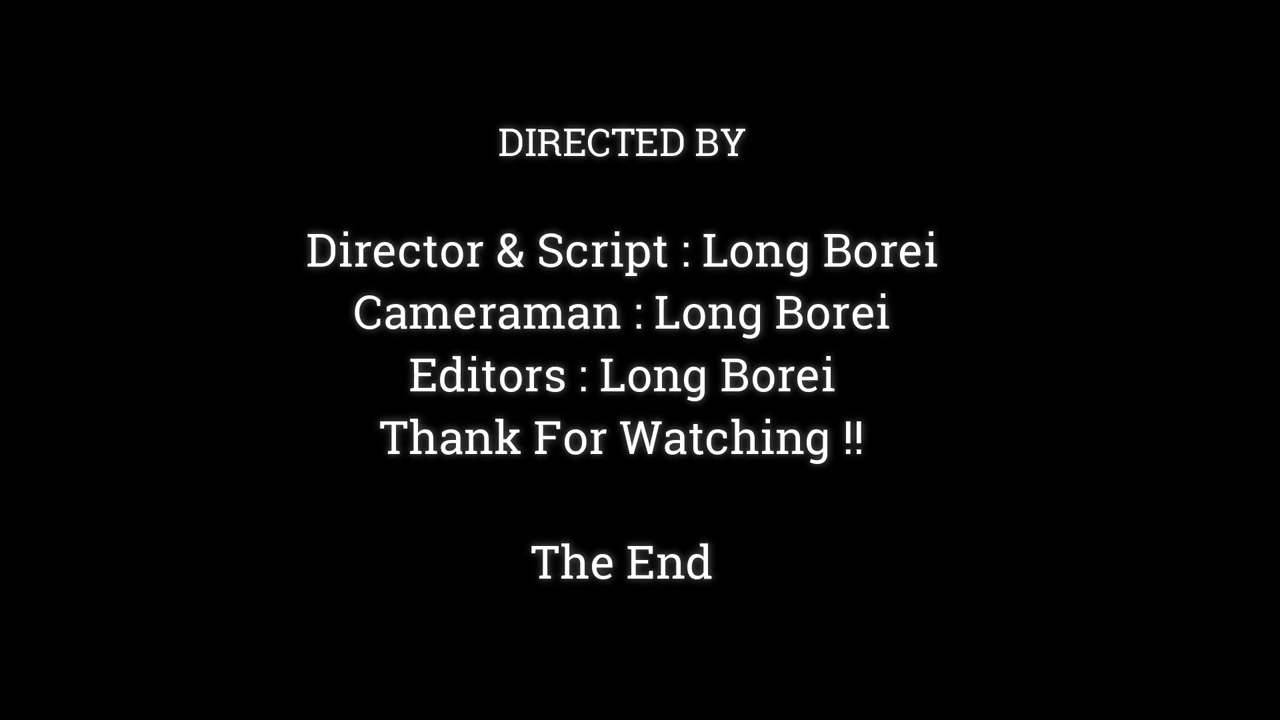 DIRECTED BY
Director & Script : Long Borei
Cameraman : Long Borei
Editors : Long Borei
Thank For Watching !!
The End